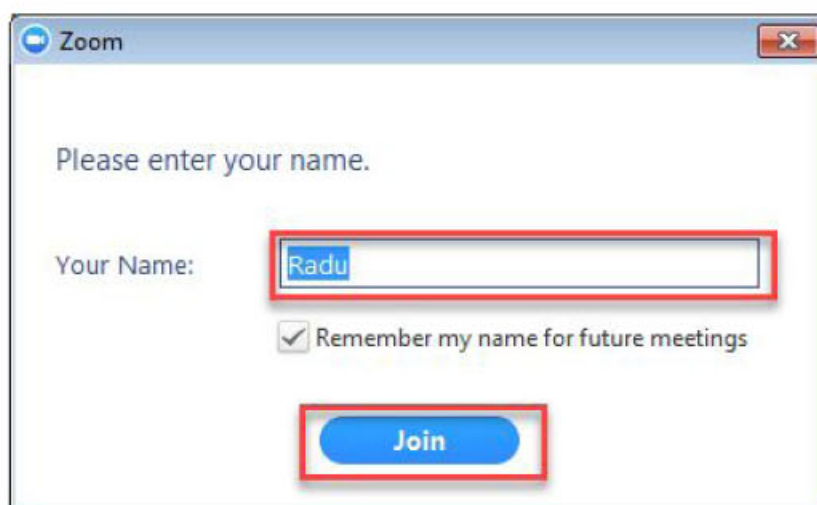 Zoom
Please enter your name.
Your Name: Radu
Remember my name for future meetings
Join